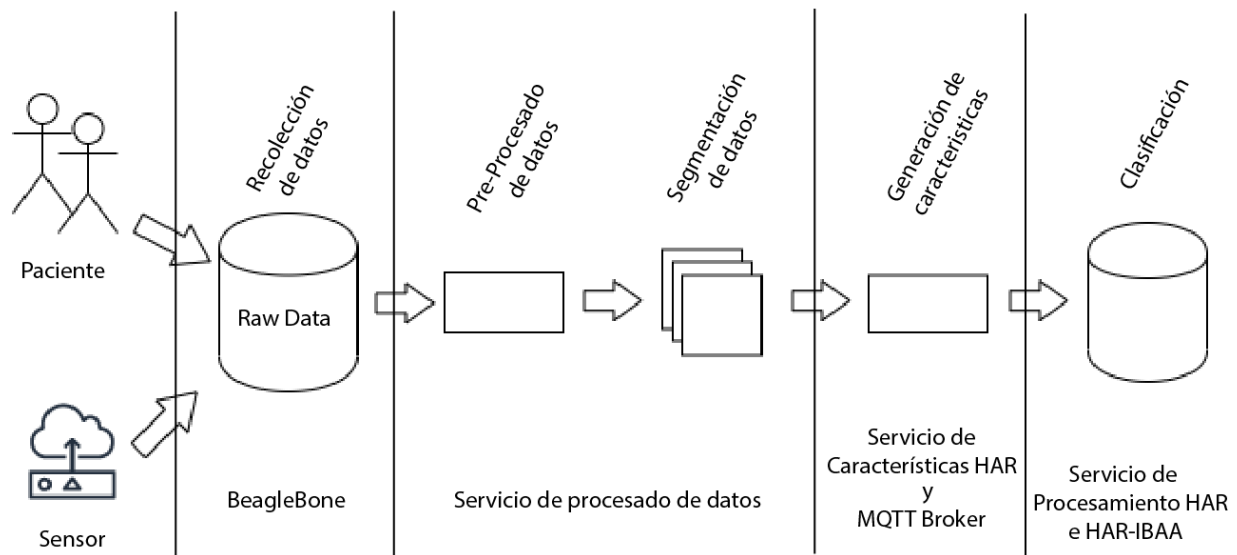 Recolección
de datos
Pre-Procesado
de datos
Segmentación
de datos
Generación de
caracteristicas
Clasificación
Paciente
Raw Data
Sensor
BeagleBone
Servicio de procesado de datos
Servicio de
Características HAR
y
MQTT Broker
Servicio de
Procesamiento HAR
e HAR-IBAA